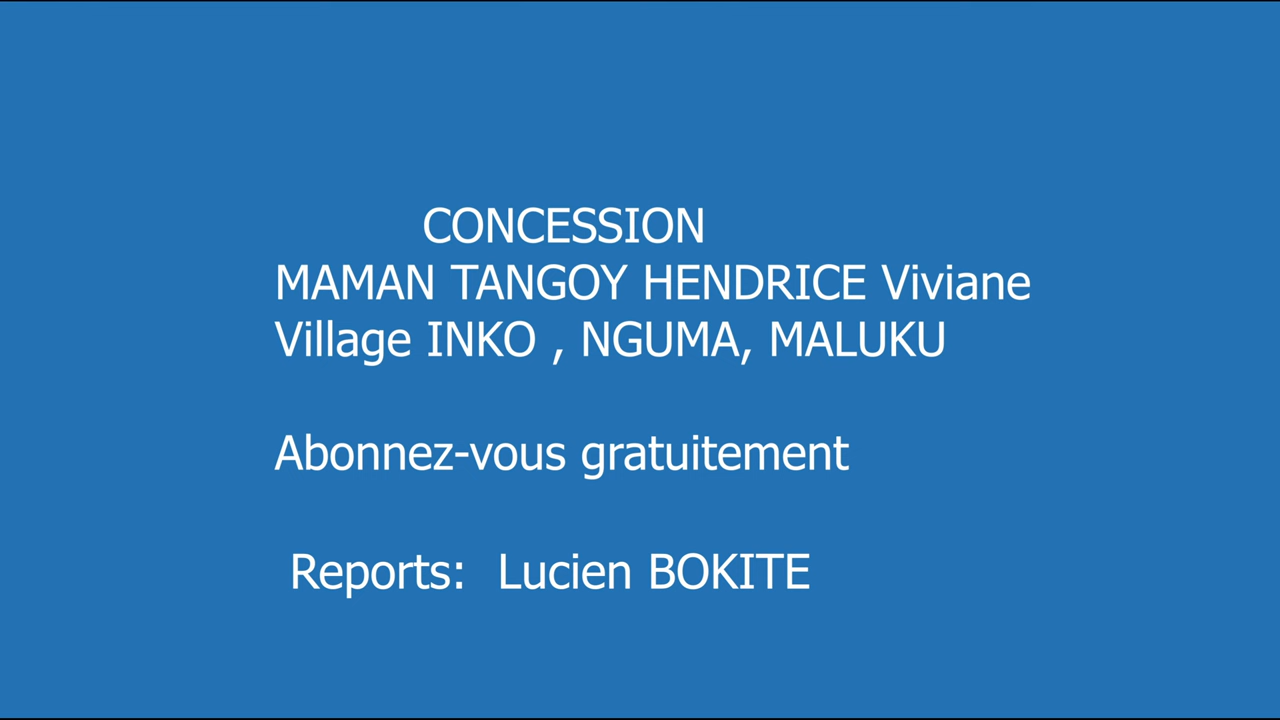 CONCESSION
MAMAN TANGOY HENDRICE Viviane
Village INKO , NGUMA, MALUKU
Abonnez-vous gratuitement
Reports: Lucien BOKITE